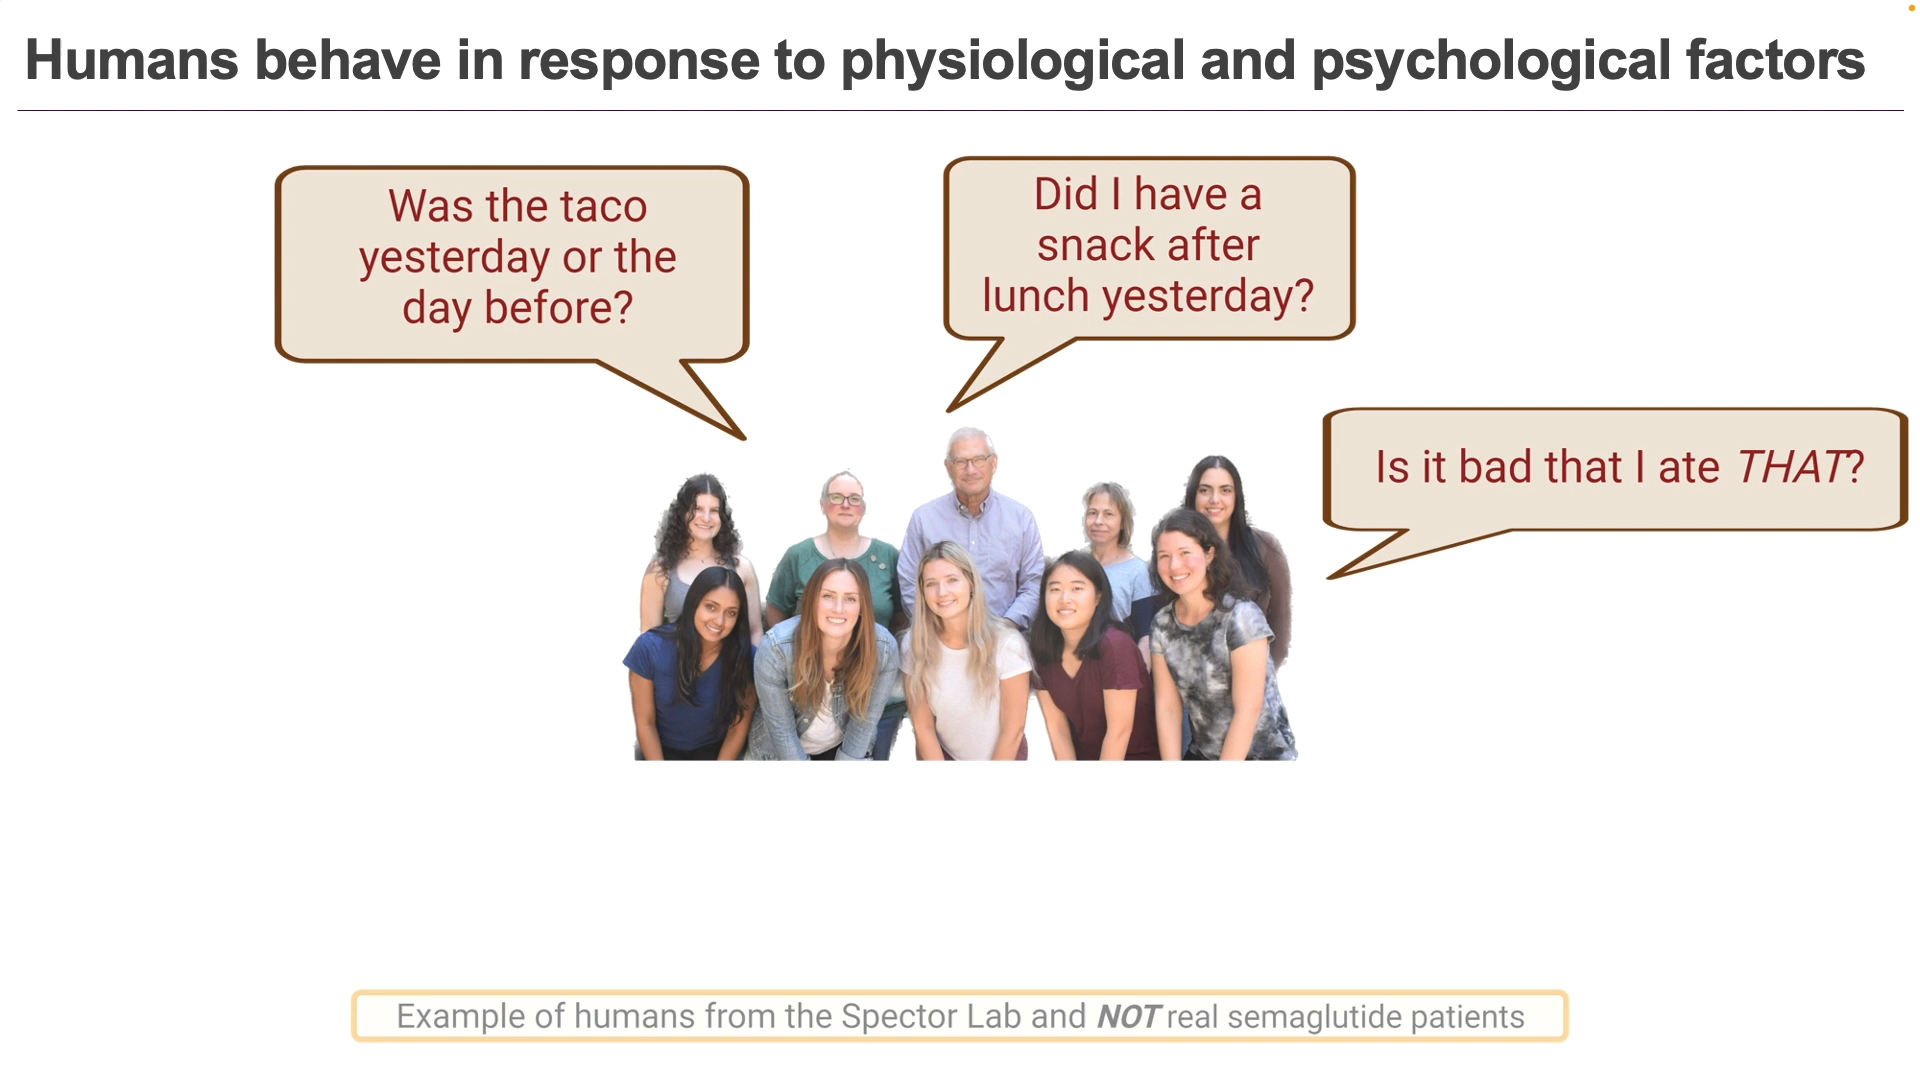 Humans behave in response to physiological and psychological factors
Was the taco
yesterday or the
day before?
Did I have a
snack after
lunch yesterday?
Is it bad that I ate THAT?
Example of humans from the Spector Lab and NOT real semaglutide patients